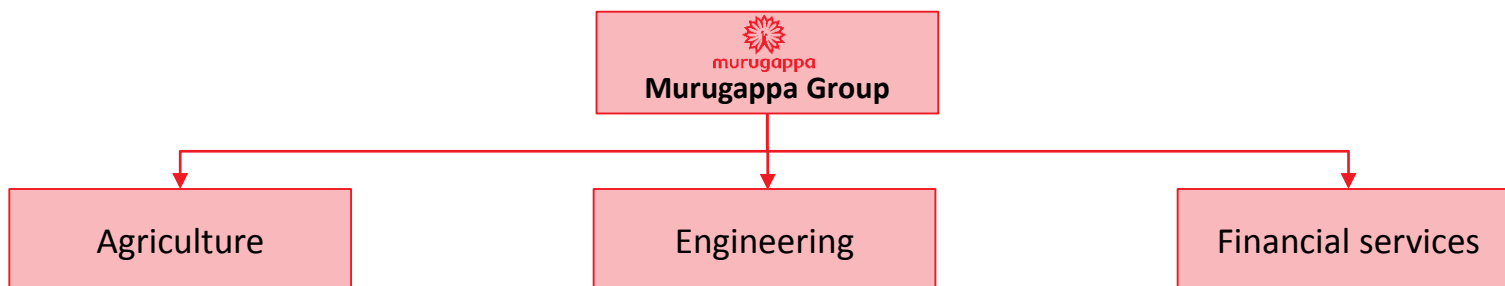 murugappa
Murugappa Group
Agriculture
Engineering
Financial services